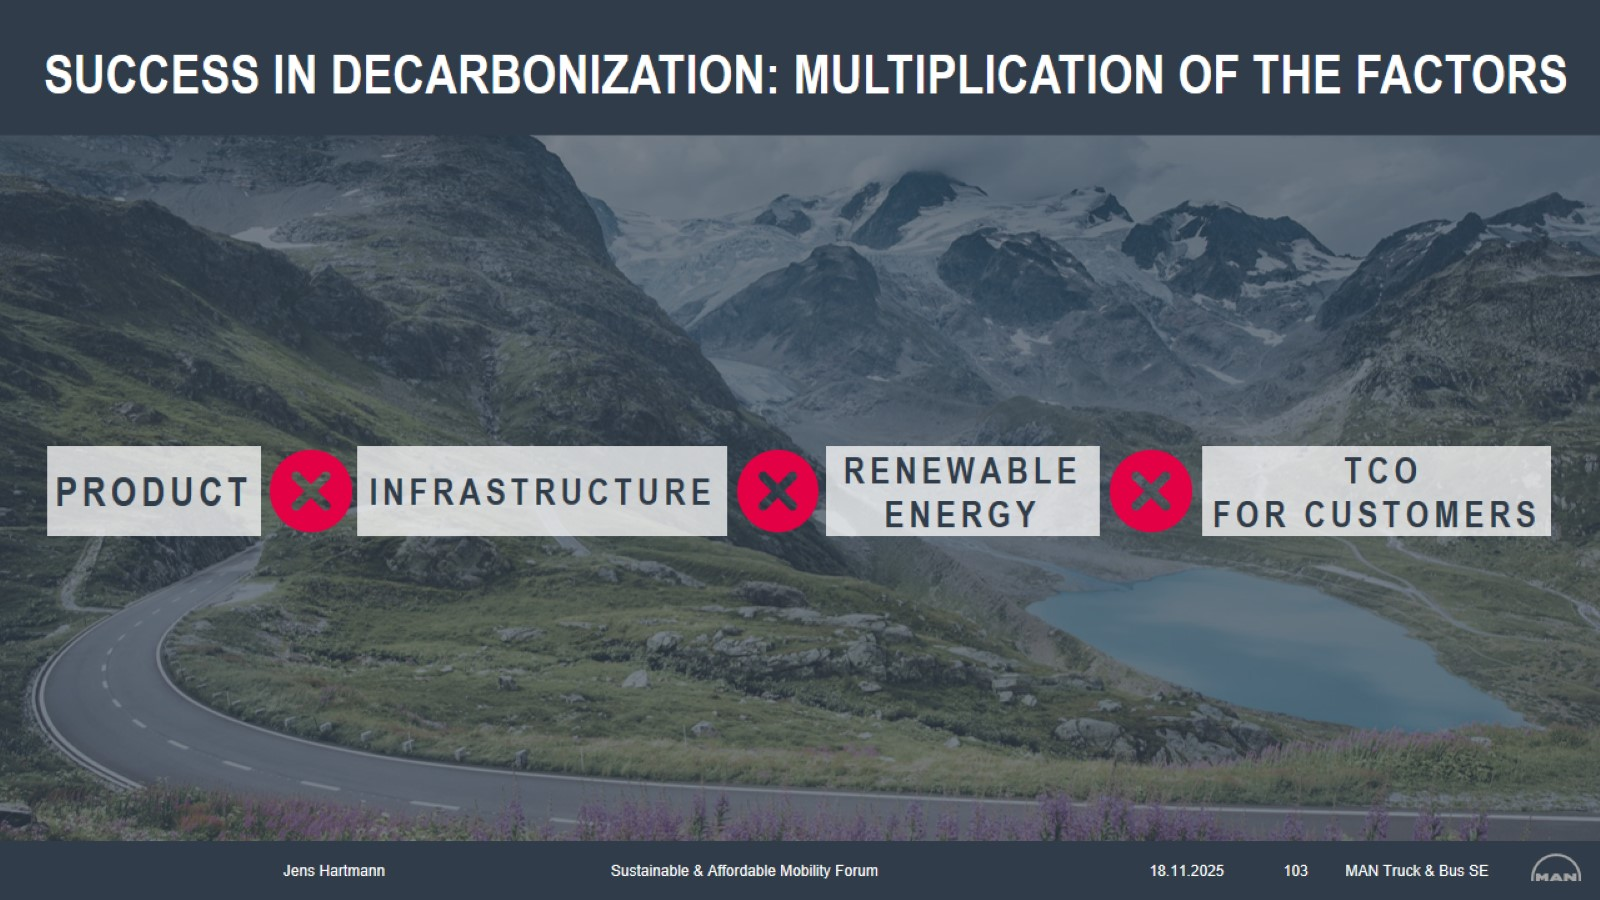 SUCCESS IN DECARBONIZATION: MULTIPLICATION OF THE FACTORS
PRODUCT
INFRASTRUCTURE
RENEWABLE
ENERGY
TCO
FOR CUSTOMERS
Jens Hartmann
Sustainable & Affordable Mobility Forum
18.11.2025
103
MAN Truck & Bus SE
MAN